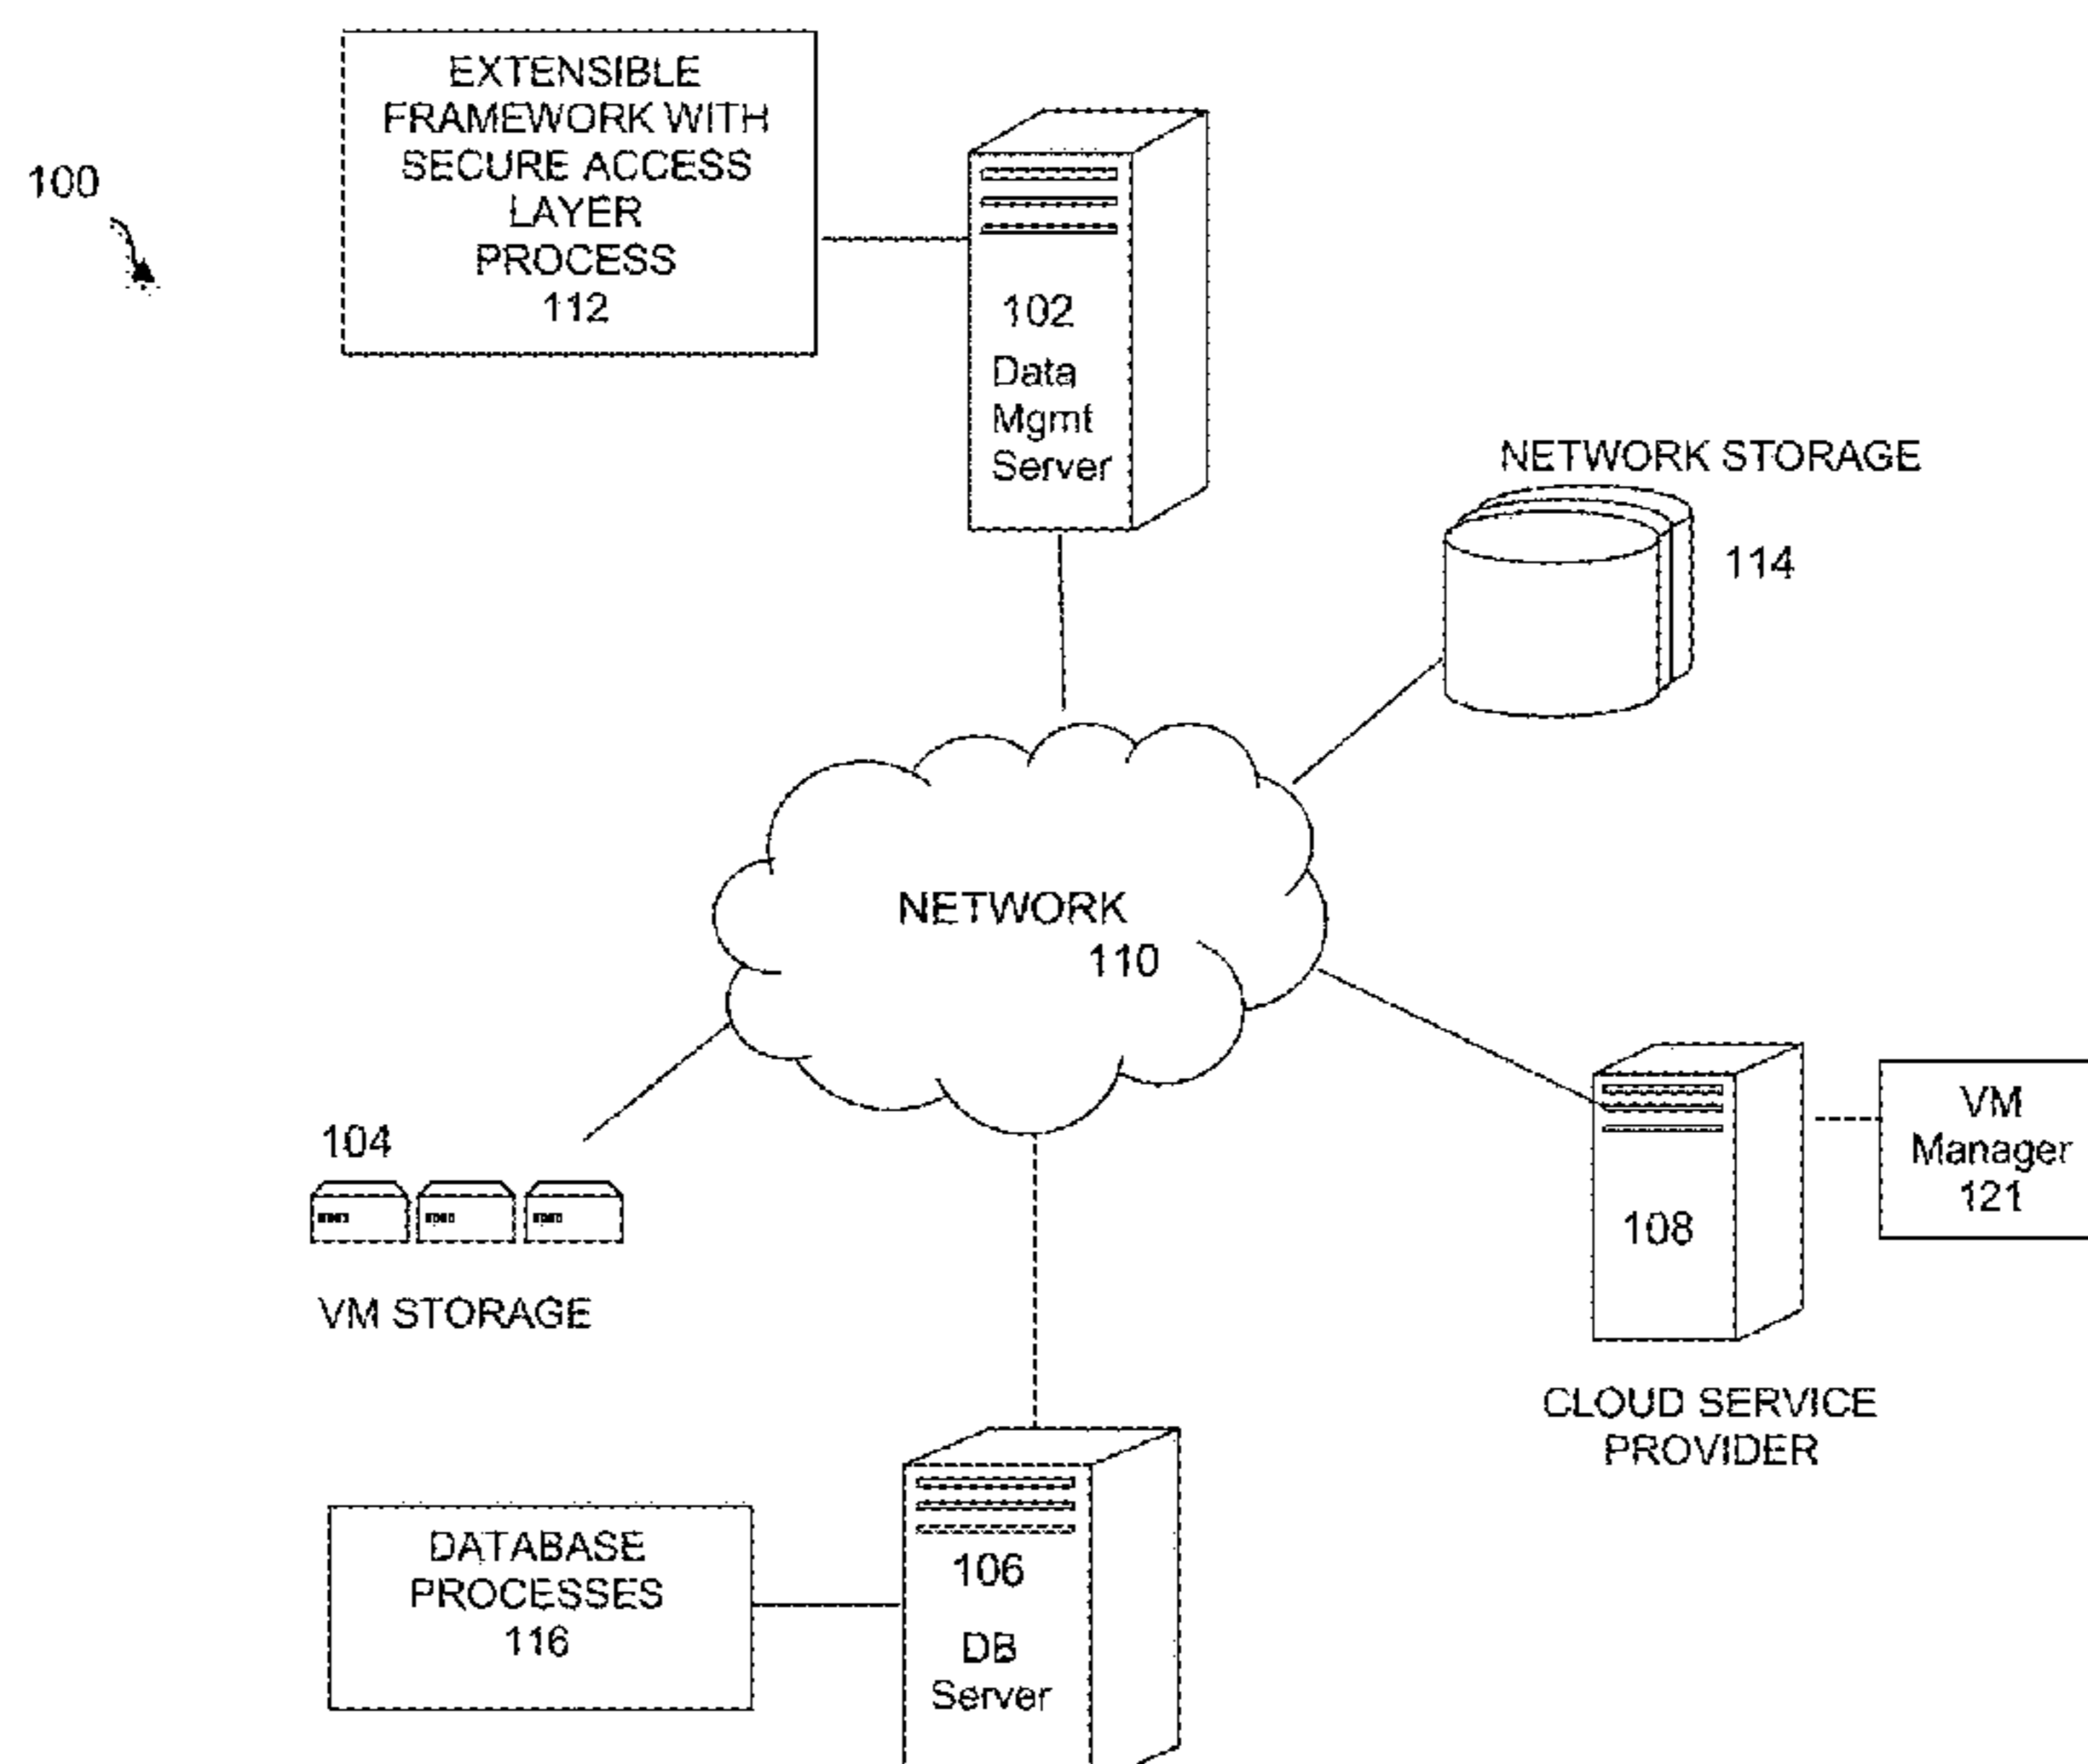 EXTENSIBLE
FRAMEWORK WITH
SECURE ACCESS
LAYER
PROCESS
112
100
102
Data
Mgmt
Server
NETWORK STORAGE
114
NETWORK
110
104
VM STORAGE
VM
Manager
121
108
CLOUD SERVICE
PROVIDER
DATABASE
PROCESSES
116
106
DB
Server